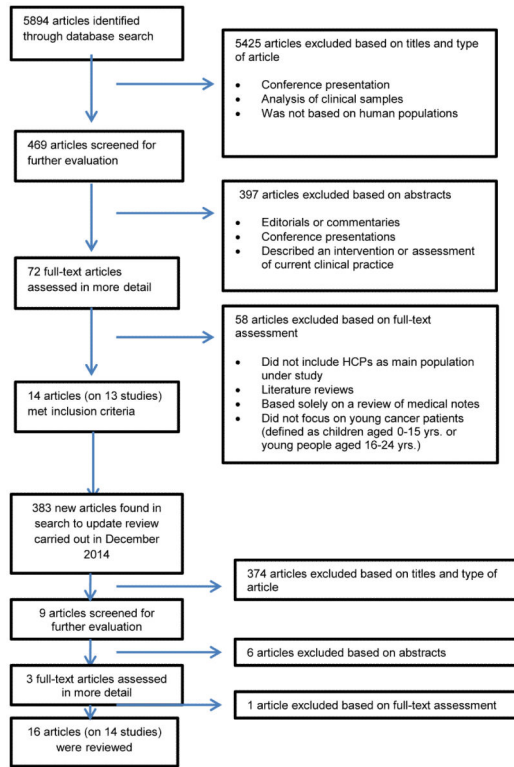 5894 articles identified
through database search
5425 articles excluded based on titles and type of
article
• Conference presentation
• Analysis of clinical samples
• Was not based on human populations
469 articles screened for
further evaluation
397 articles excluded based on abstracts
• Editorials or commentaries
• Conference presentations
• Described an intervention or assessment
of current clinical practice
72 full-text articles
assessed in more detail
58 articles excluded based on full-text
assessment
• Did not include HCPs as main population
under study
• Literature reviews
• Based solely on a review of medical notes
• Did not focus on young cancer patients
(defined as children aged 0-15 yrs. or
young people aged 16-24 yrs.)
14 articles (on 13 studies)
met inclusion criteria
383 new articles found in
search to update review
carried out in December
2014
374 articles excluded based on titles and type of
article
9 articles screened for
further evaluation
6 articles excluded based on abstracts
3 full-text articles assessed
in more detail
1 article excluded based on full-text assessment
16 articles (on 14 studies)
were reviewed